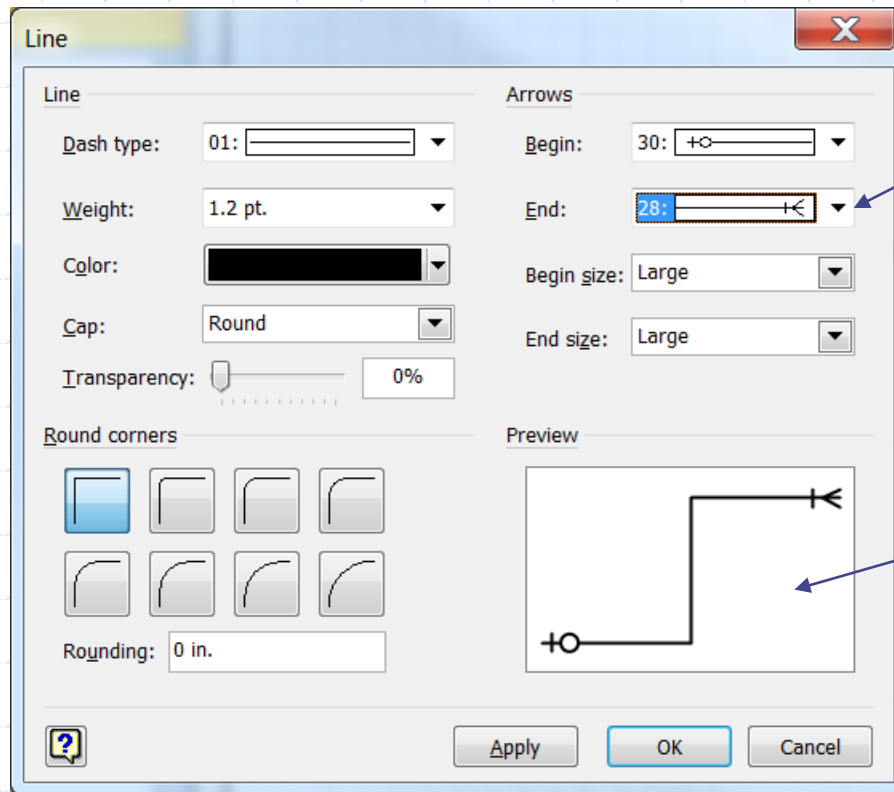 Line
Line
Dash type: 01:
Weight: 1.2 pt.
Color:
Cap: Round
Transparency: 0%
Round corners
Rounding: 0 in.
Arrows
Begin: 30:
End: 28:
Begin size: Large
End size: Large
Preview
?
Apply OK Cancel